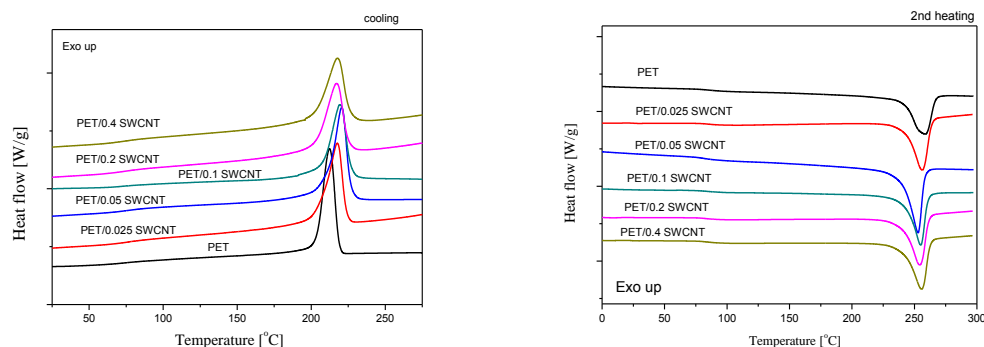 cooling
Exo up
PET/0.4 SWCNT
PET/0.2 SWCNT
PET/0.1 SWCNT
PET/0.05 SWCNT
PET/0.025 SWCNT
PET
Heat flow [W/g]
50 100 150 200 250
Temperature [°C]
2nd heating
PET
PET/0.025 SWCNT
PET/0.05 SWCNT
PET/0.1 SWCNT
PET/0.2 SWCNT
PET/0.4 SWCNT
Exo up
Heat flow [W/g]
0 50 100 150 200 250 300
Temperature [°C]